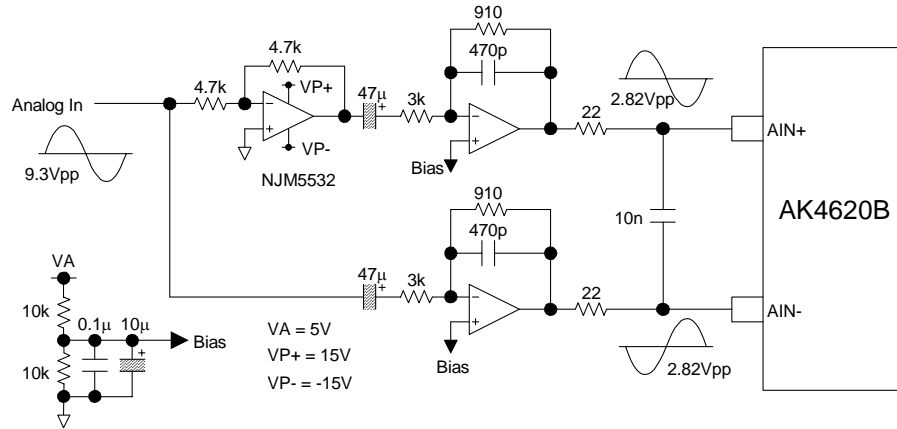 910
4.7k
470p
4.7k
VP+
47μ
+
3k
−
+
2.82Vpp
Analog In
−
+
22
AIN+
9.3Vpp
VP-
Bias
NJM5532
910
10n
AK4620B
470p
VA
47μ
+
3k
−
+
22
AIN-
10k
0.1μ
10μ
Bias
VA = 5V
+
VP+ = 15V
Bias
10k
VP- = -15V
2.82Vpp